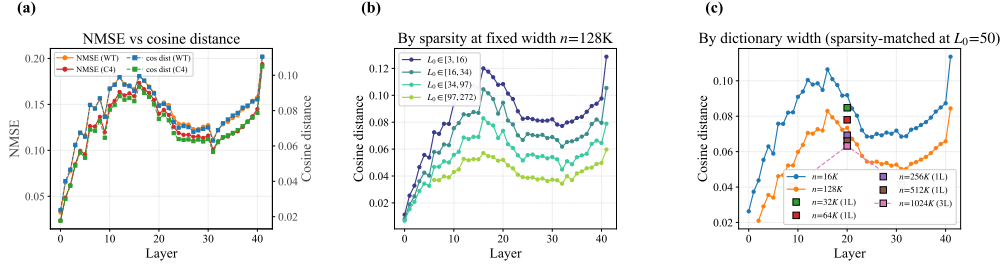 (a)
NMSE vs cosine distance
NMSE (WT)
NMSE (C4)
cos dist (WT)
cos dist (C4)
0.20
0.15
0.10
0.05
NMSE
0.10
0.08
0.06
0.04
0.02
Cosine distance
0 10 20 30 40
Layer
(b)
By sparsity at fixed width n=128K
L₀∈[3, 16)
L₀∈[16, 34)
L₀∈[34, 97)
L₀∈[97, 272)
0.12
0.10
0.08
0.06
0.04
0.02
Cosine distance
0 10 20 30 40
Layer
(c)
By dictionary width (sparsity-matched at L₀=50)
0.10
0.08
0.06
0.04
0.02
Cosine distance
n=16K
n=128K
n=32K (1L)
n=64K (1L)
n=256K (1L)
n=512K (1L)
n=1024K (3L)
0 10 20 30 40
Layer